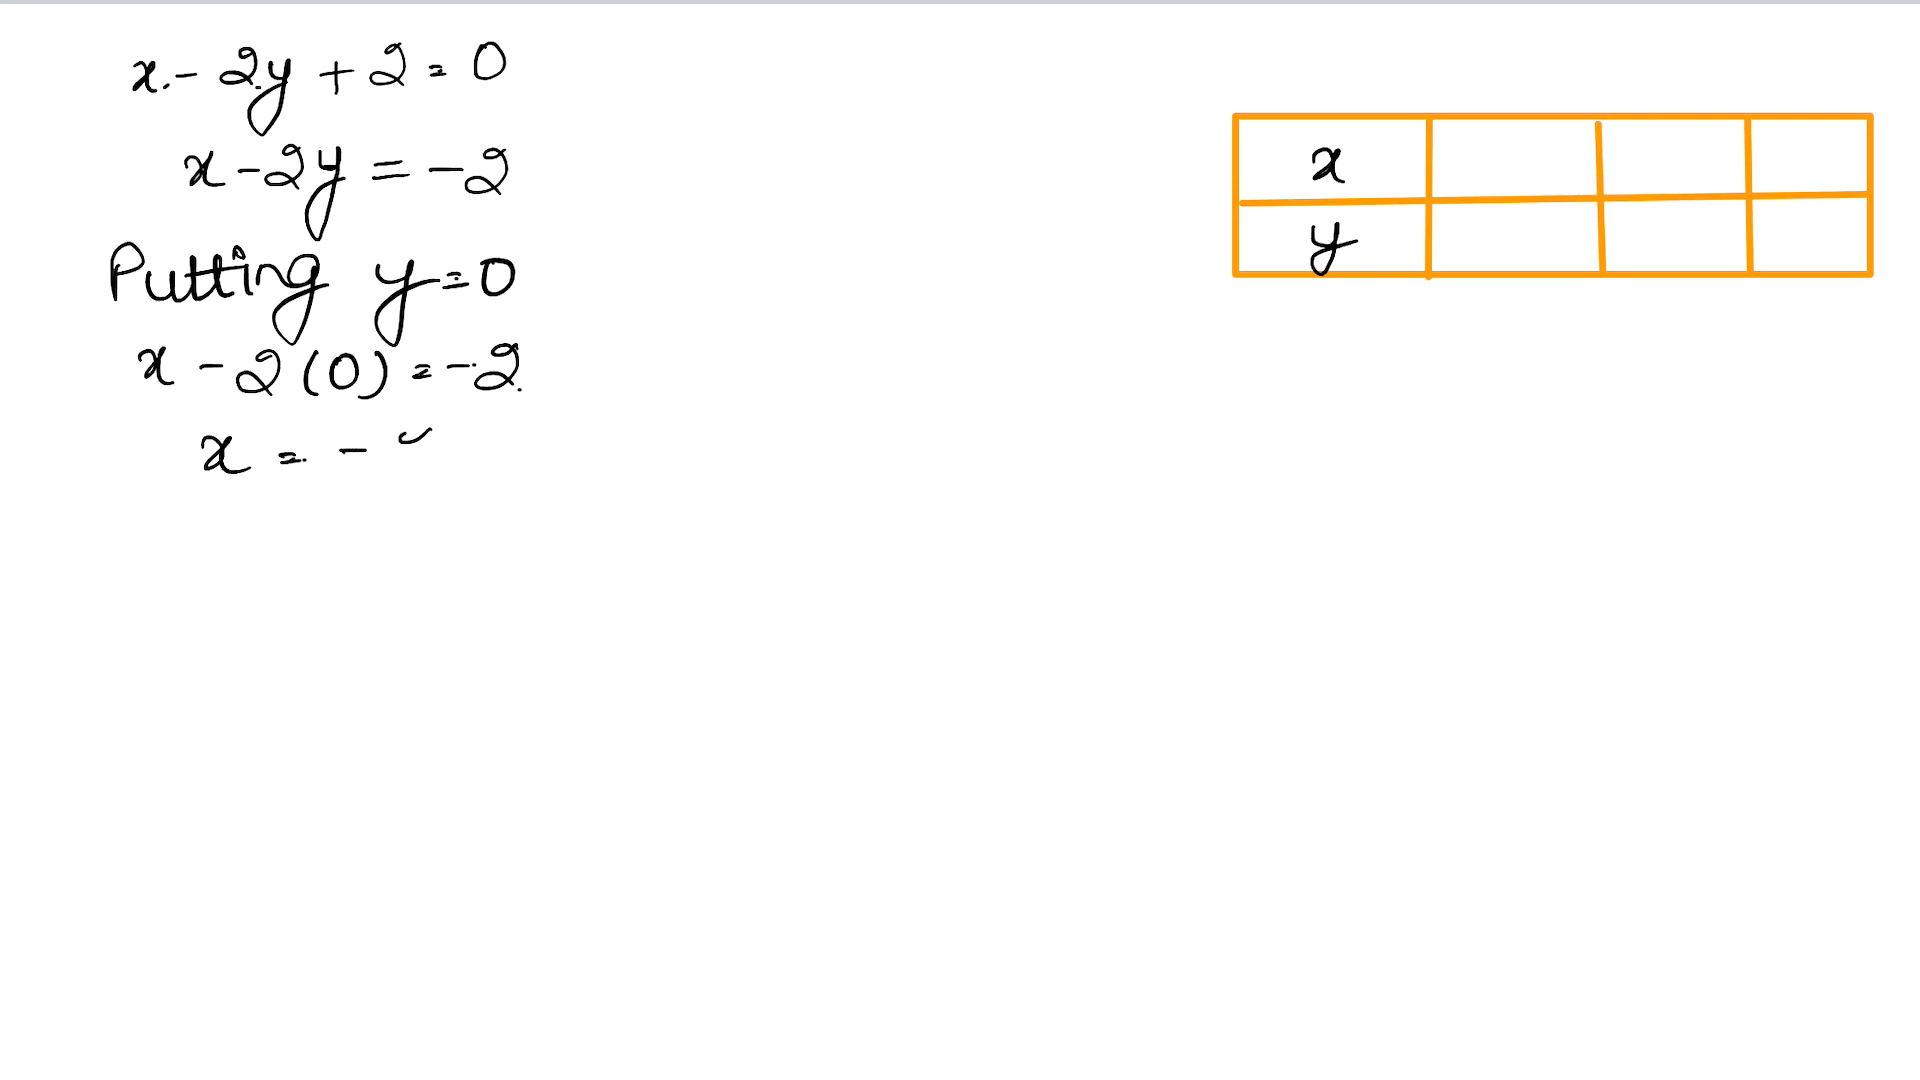 x - 2y + 2 = 0
x - 2y = -2
Putting y = 0
x - 2(0) = -2
x = -
x
y